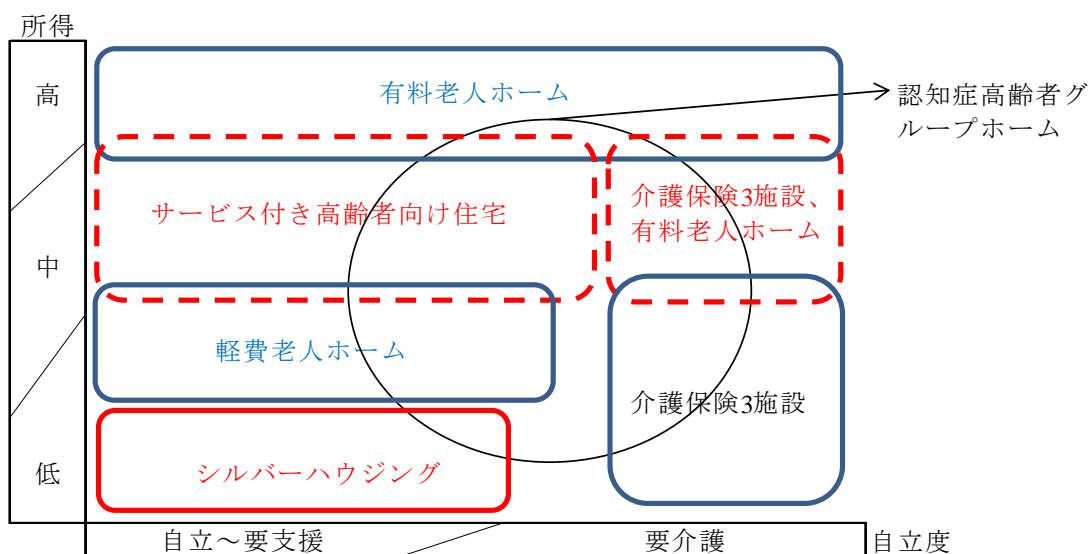 所得
高
有料老人ホーム
認知症高齢者グ
ループホーム
サービス付き高齢者向け住宅
介護保険3施設、
有料老人ホーム
中
軽費老人ホーム
介護保険3施設
低
シルバーハウジング
自立～要支援
要介護
自立度